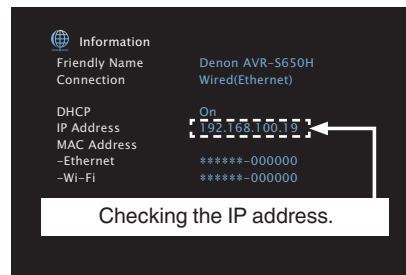 Information
Friendly Name Denon AVR-S650H
Connection Wired(Ethernet)
DHCP On
IP Address 192.168.100.19
MAC Address
-Ethernet ******-000000
-Wi-Fi ******-000000
Checking the IP address.